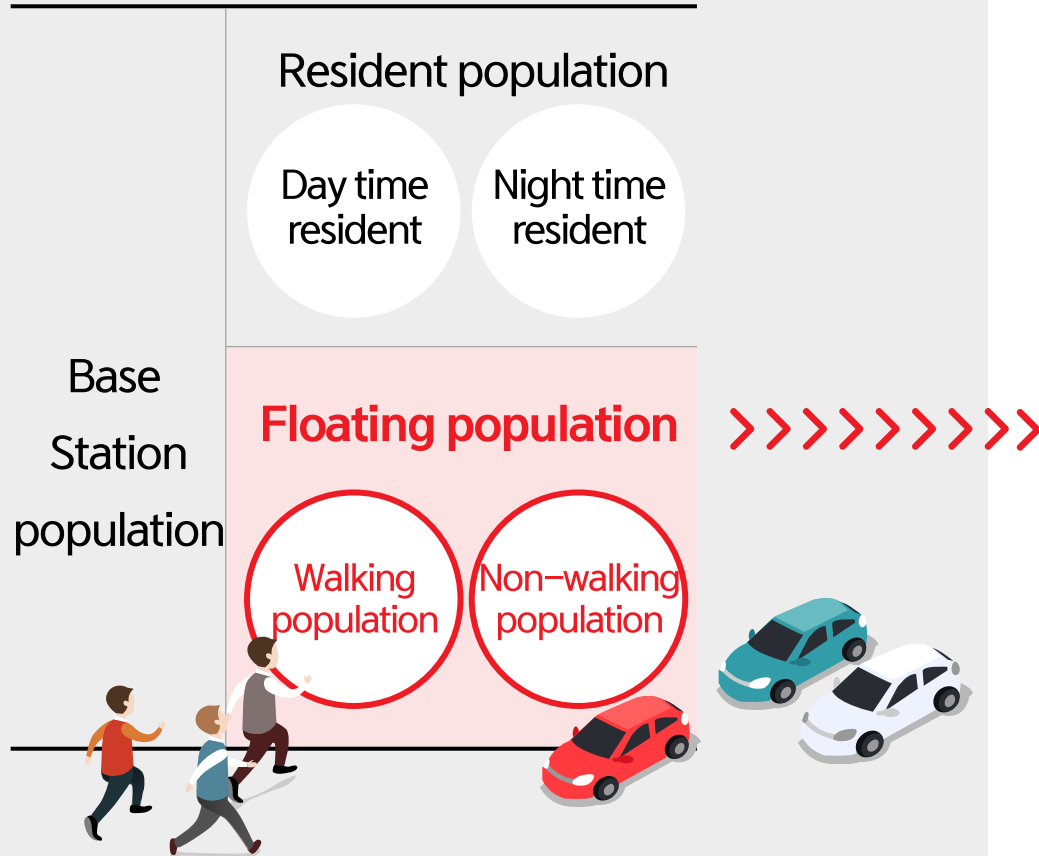 Resident population
Day time
resident
Night time
resident
Base
Station
population
Floating population
Walking
population
Non-walking
population